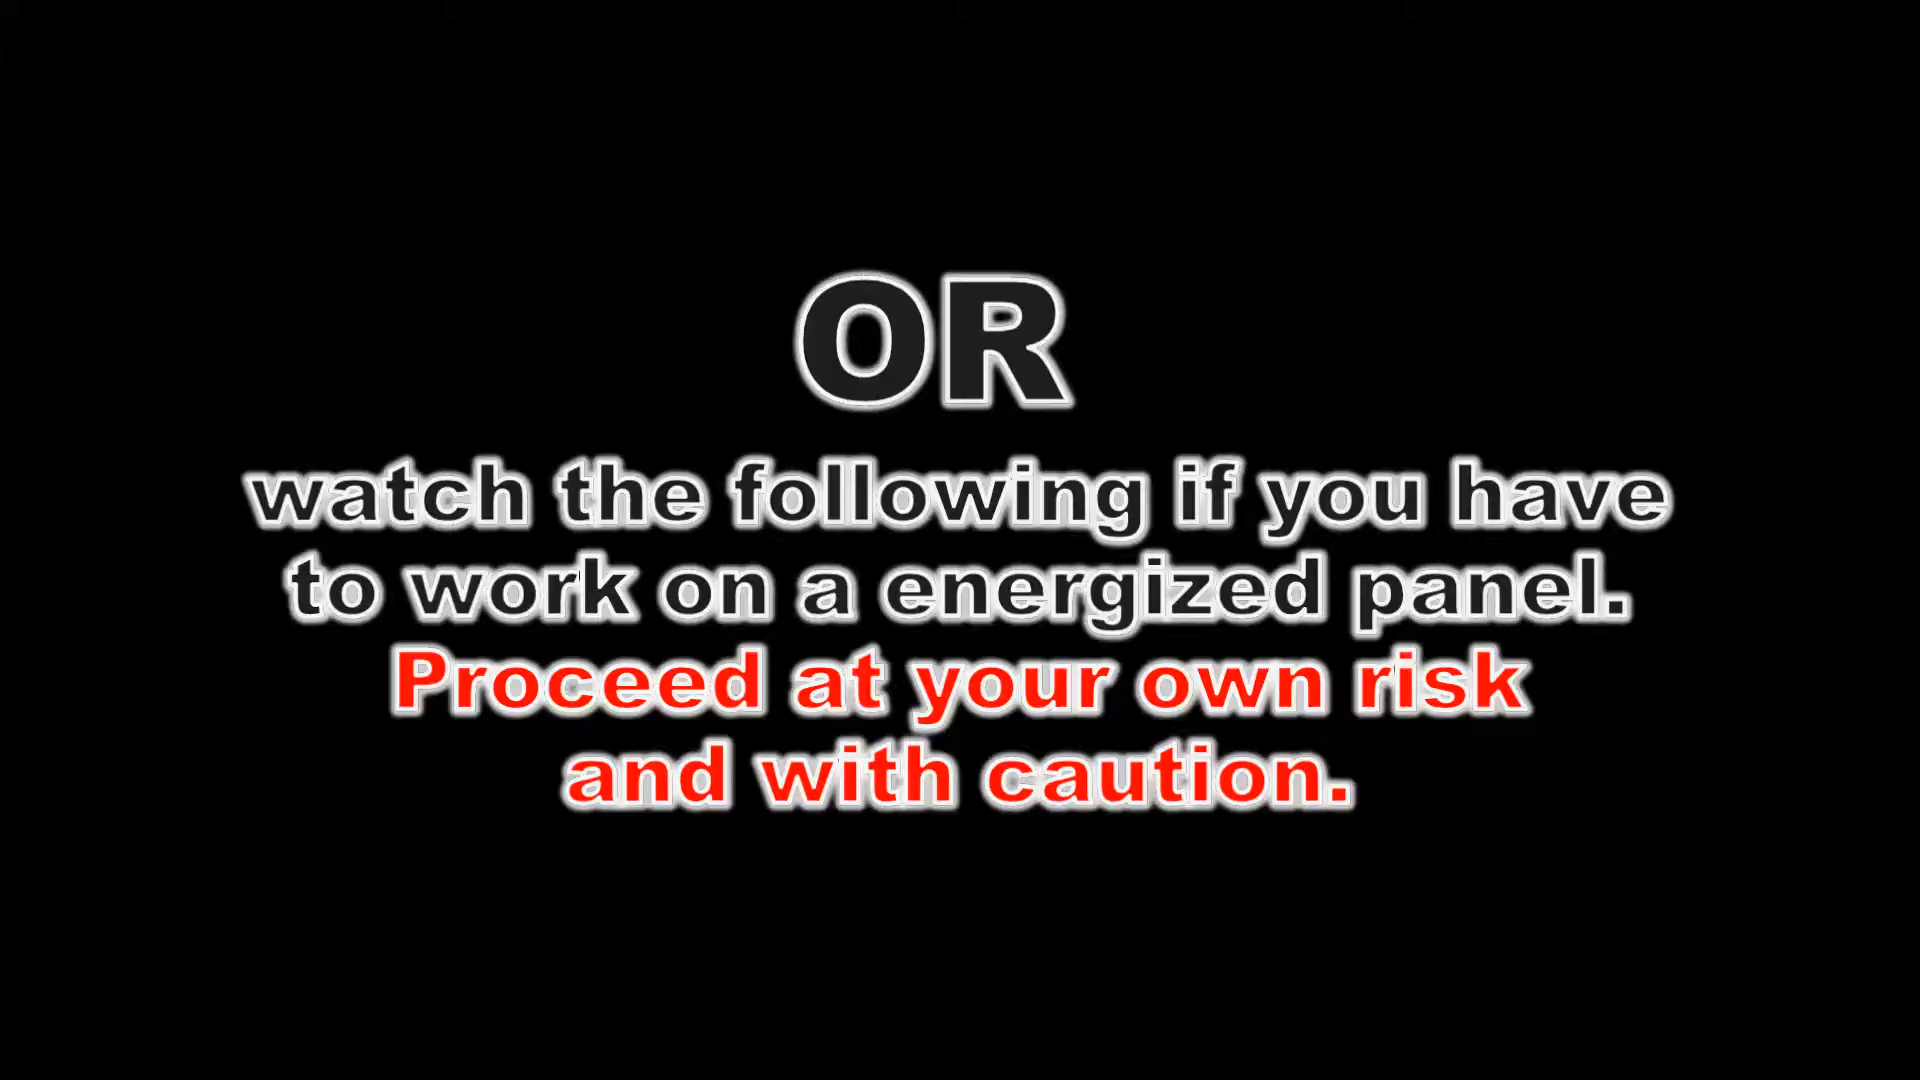 OR
watch the following if you have
to work on a energized panel.
Proceed at your own risk
and with caution.